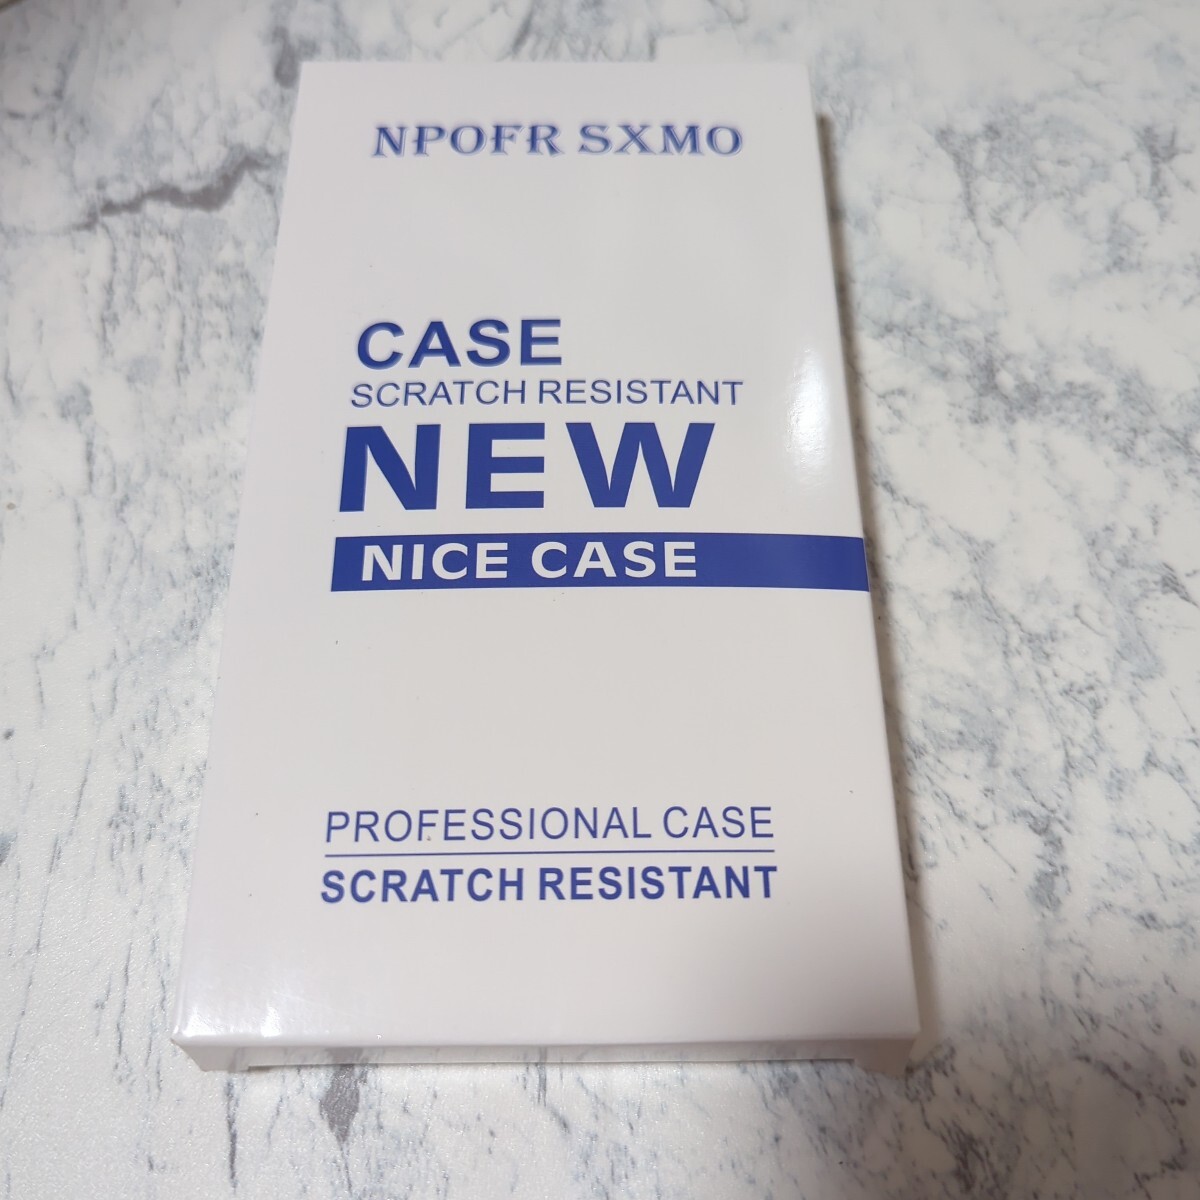 NPOFR SXMO
CASE
SCRATCH RESISTANT
NEW
NICE CASE
PROFESSIONAL CASE
SCRATCH RESISTANT